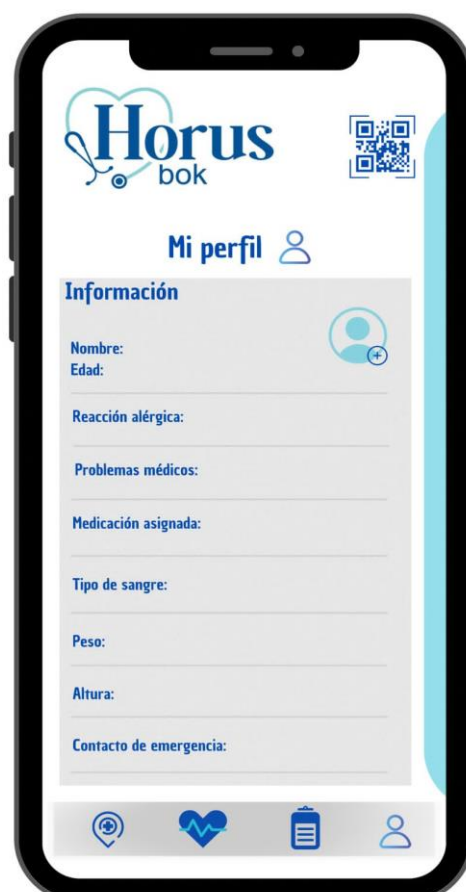 Horus
bok
Mi perfil
Información
Nombre:
Edad:
Reacción alérgica:
Problemas médicos:
Medicación asignada:
Tipo de sangre:
Peso:
Altura:
Contacto de emergencia: